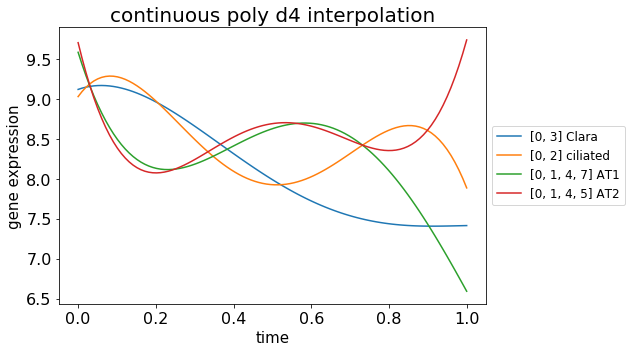 continuous poly d4 interpolation
gene expression
9.5
9.0
8.5
8.0
7.5
7.0
6.5
0.0 0.2 0.4 0.6 0.8 1.0
time
[0, 3] Clara
[0, 2] ciliated
[0, 1, 4, 7] AT1
[0, 1, 4, 5] AT2